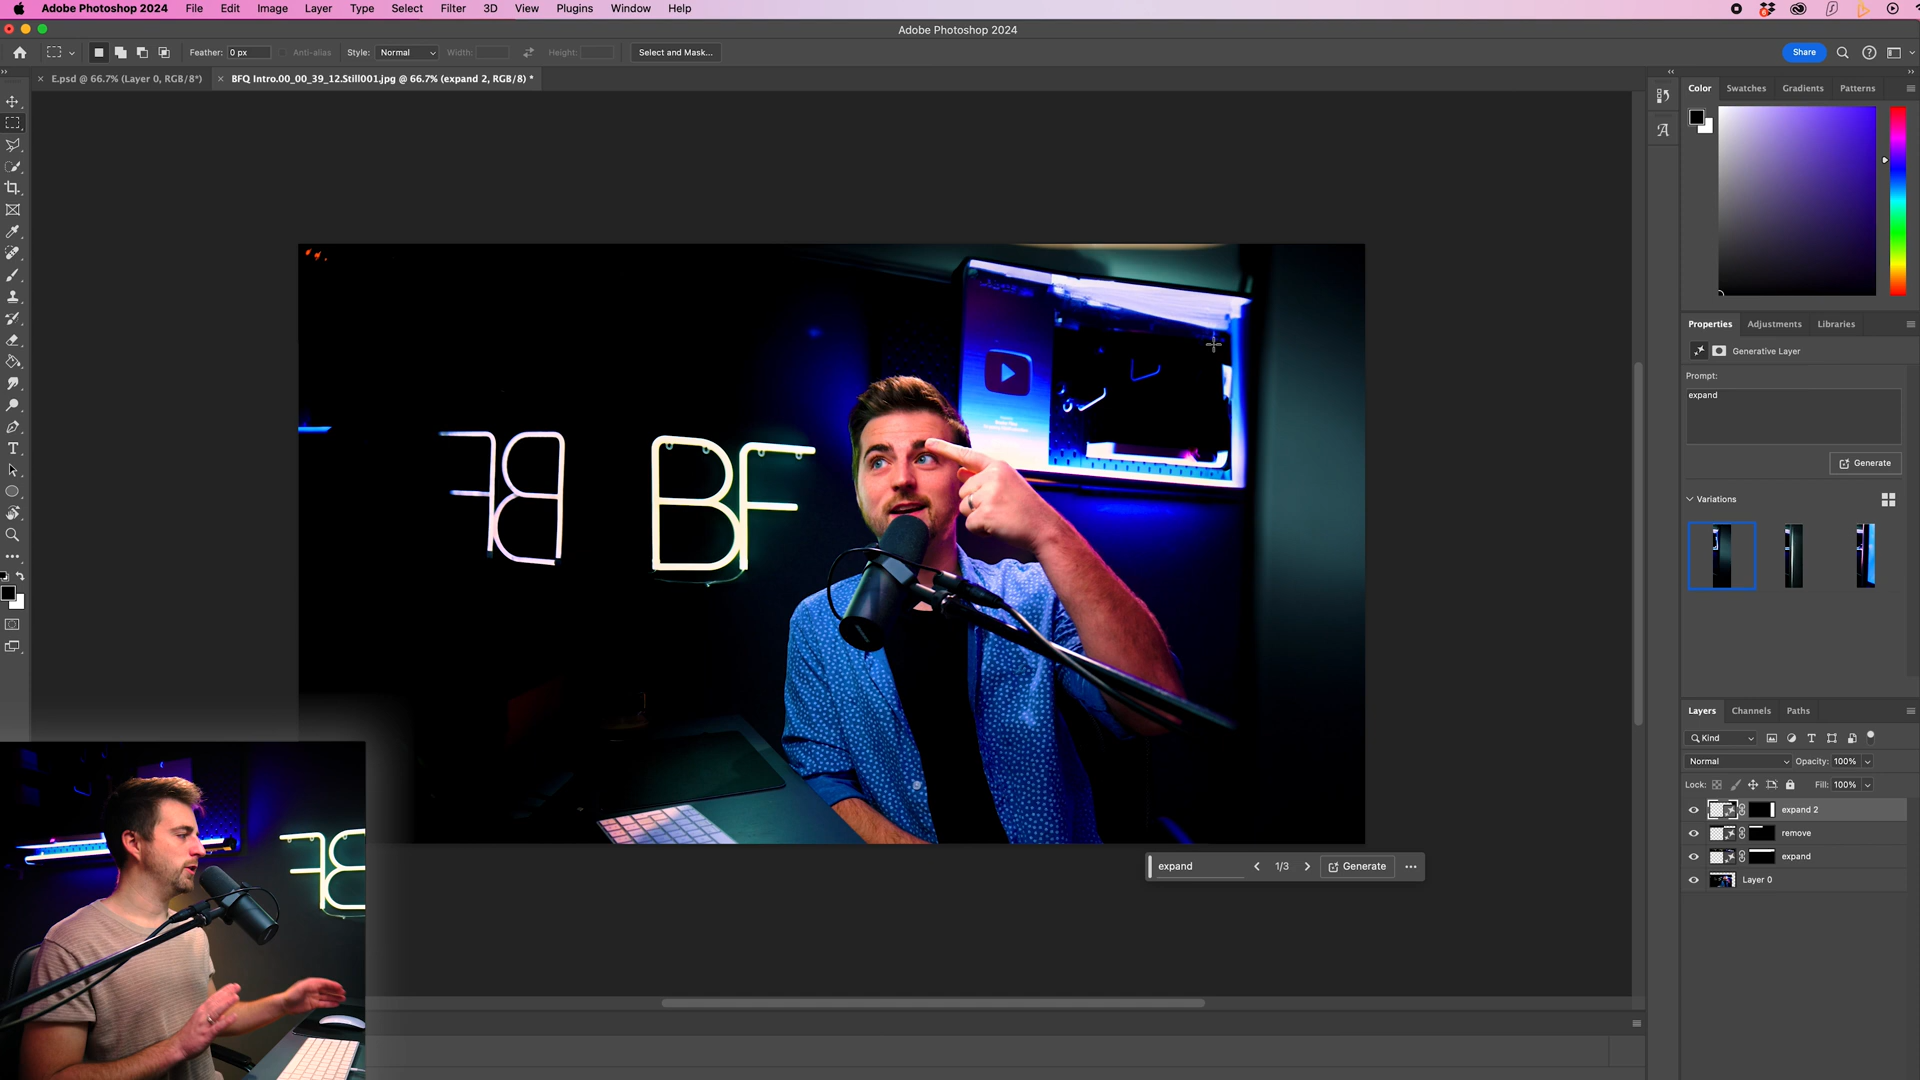 Adobe Photoshop 2024 File Edit Image Layer Type Select Filter 3D View Plugins Window Help
Adobe Photoshop 2024
Feather: 0 px Anti-alias Style: Normal Width: Height: Select and Mask... Share
E.psd @ 66.7% (Layer 0, RGB/8*) BFQ Intro.00_00_39_12.Still001.jpg @ 66.7% (expand 2, RGB/8) *
Color Swatches Gradients Patterns
Properties Adjustments Libraries
Generative Layer
Prompt:
expand
Generate
Variations
BF
BF
expand 1/3 Generate
Layers Channels Paths
Kind
Normal Opacity: 100%
Lock: Fill: 100%
expand 2
remove
expand
Layer 0